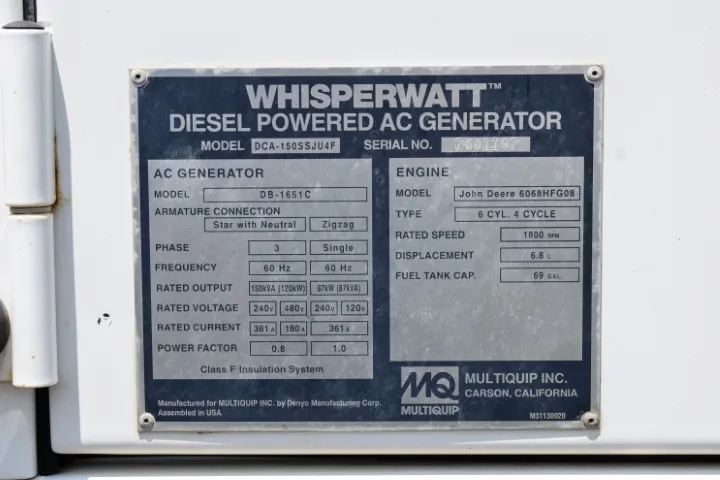 WHISPERWATT™
DIESEL POWERED AC GENERATOR
MODEL DCA-150SSJU4F SERIAL NO.
AC GENERATOR
MODEL DB-1651C
ARMATURE CONNECTION
Star with Neutral Zigzag
PHASE 3 Single
FREQUENCY 60 Hz 60 Hz
RATED OUTPUT 150kVA (120kW) 87kW (87kVA)
RATED VOLTAGE 240V 480V 240V 120V
RATED CURRENT 361A 180A 361A
POWER FACTOR 0.8 1.0
Class F Insulation System
ENGINE
MODEL John Deere 6068HFG08
TYPE 6 CYL. 4 CYCLE
RATED SPEED 1800 RPM
DISPLACEMENT 6.8 L
FUEL TANK CAP. 69 GAL.
Manufactured for MULTIQUIP INC. by Denyo Manufacturing Corp.
Assembled in USA
MQ
MULTIQUIP
MULTIQUIP INC.
CARSON, CALIFORNIA
M31130020